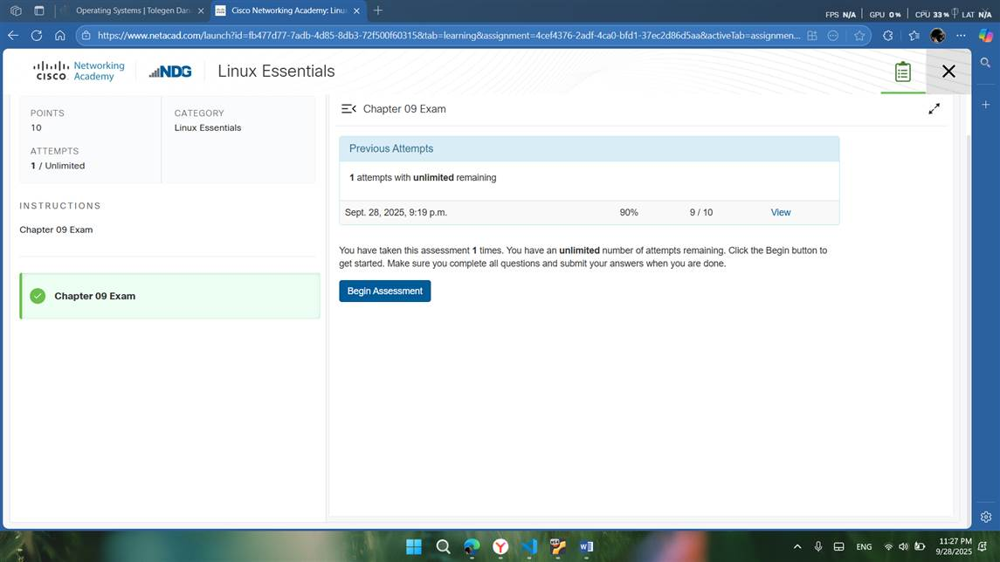 Operating Systems | Tolegen Dan
Cisco Networking Academy: Linu
FPS N/A | GPU 0% | CPU 33% | LAT N/A
https://www.netacad.com/launch?id=fb477d77-7adb-4d85-8db3-72f500f60315&tab=learning&assignment=4cef4376-2adf-4ca0-bfd1-37ec2d86d5aa&activeTab=assignmen...
CISCO Networking Academy
NDG
Linux Essentials
POINTS
10
CATEGORY
Linux Essentials
ATTEMPTS
1 / Unlimited
INSTRUCTIONS
Chapter 09 Exam
Chapter 09 Exam
Chapter 09 Exam
Previous Attempts
1 attempts with unlimited remaining
Sept. 28, 2025, 9:19 p.m. 90% 9 / 10 View
You have taken this assessment 1 times. You have an unlimited number of attempts remaining. Click the Begin button to
get started. Make sure you complete all questions and submit your answers when you are done.
Begin Assessment
ENG
11:27 PM
9/28/2025